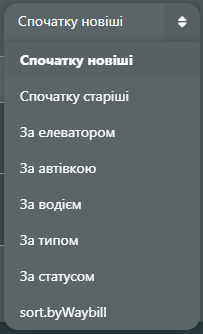 Спочатку новіші
Спочатку новіші
Спочатку старіші
За елеватором
За автівкою
За водієм
За типом
За статусом
sort.byWaybill